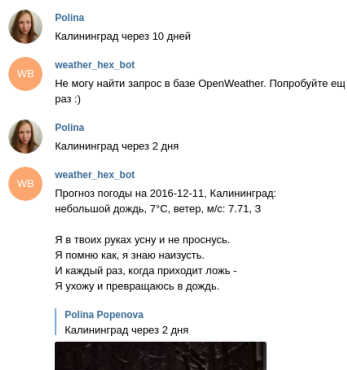 Polina
Калининград через 10 дней
WB
weather_hex_bot
Не могу найти запрос в базе OpenWeather. Попробуйте ещ
раз :)
Polina
Калининград через 2 дня
WB
weather_hex_bot
Прогноз погоды на 2016-12-11, Калининград:
небольшой дождь, 7°C, ветер, м/с: 7.71, З
Я в твоих руках усну и не проснусь.
Я помню как, я знаю наизусть.
И каждый раз, когда приходит ложь -
Я ухожу и превращаюсь в дождь.
Polina Popenova
Калининград через 2 дня